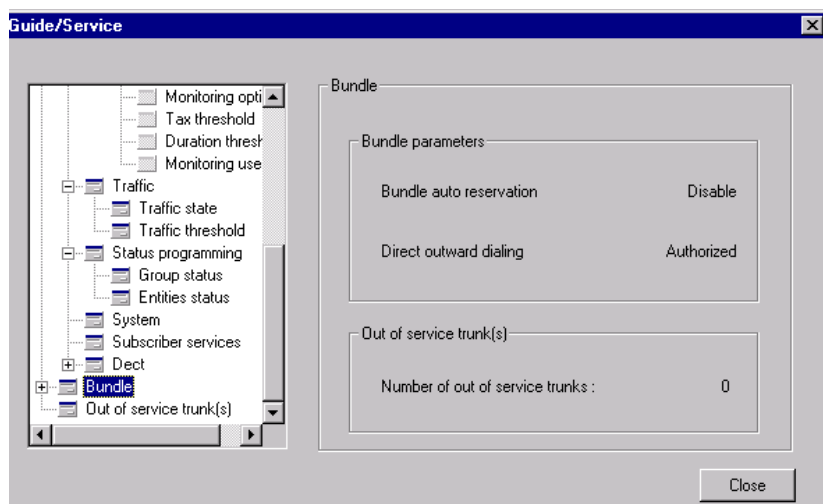 Guide/Service
Monitoring opti
Tax threshold
Duration thresh
Monitoring use
Traffic
Traffic state
Traffic threshold
Status programming
Group status
Entities status
System
Subscriber services
Dect
Bundle
Out of service trunk(s)
Bundle
Bundle parameters
Bundle auto reservation Disable
Direct outward dialing Authorized
Out of service trunk(s)
Number of out of service trunks : 0
Close